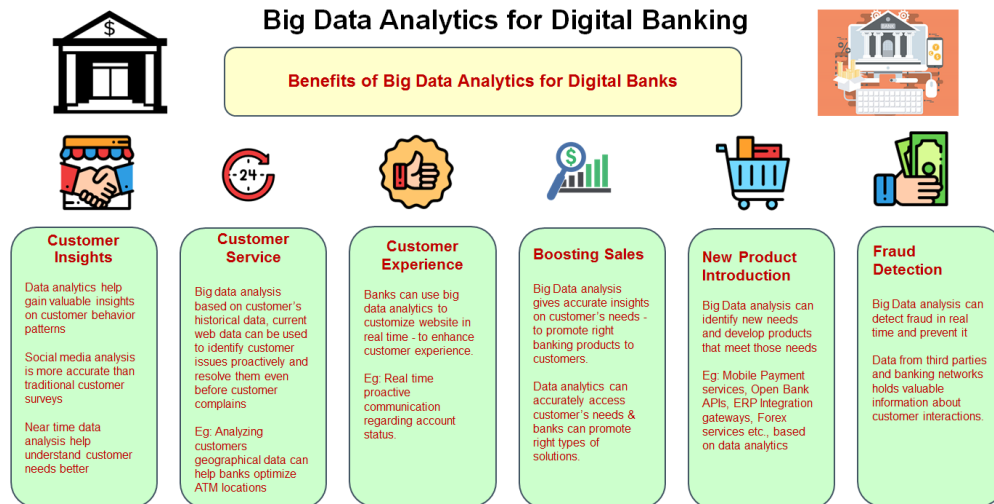 Big Data Analytics for Digital Banking
$
Benefits of Big Data Analytics for Digital Banks
24
$
Customer
Insights
Data analytics help
gain valuable insights
on customer behavior
patterns
Social media analysis
is more accurate than
traditional customer
surveys
Near time data
analysis help
understand customer
needs better
Customer
Service
Big data analysis
based on customer's
historical data, current
web data can be used
to identify customer
issues proactively and
resolve them even
before customer
complains
Eg: Analyzing
customers
geographical data can
help banks optimize
ATM locations
Customer
Experience
Banks can use big
data analytics to
customize website in
real time - to enhance
customer experience.
Eg: Real time
proactive
communication
regarding account
status.
Boosting Sales
Big Data analysis
gives accurate insights
on customer's needs -
to promote right
banking products to
customers.
Data analytics can
accurately access
customer's needs &
banks can promote
right types of
solutions.
New Product
Introduction
Big Data analysis can
identify new needs
and develop products
that meet those needs
Eg: Mobile Payment
services, Open Bank
APIs, ERP Integration
gateways, Forex
services etc., based
on data analytics
Fraud
Detection
Big Data analysis can
detect fraud in real
time and prevent it
Data from third parties
and banking networks
holds valuable
information about
customer interactions.